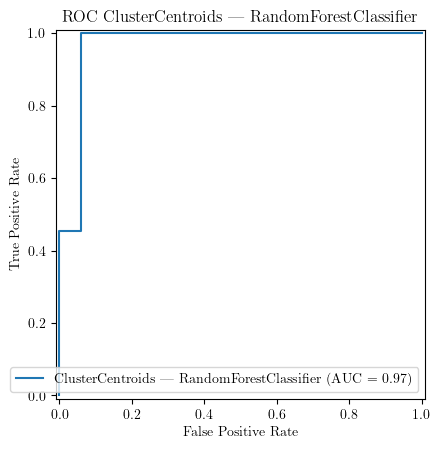 ROC ClusterCentroids — RandomForestClassifier
1.0
0.8
0.6
0.4
0.2
0.0
True Positive Rate
ClusterCentroids — RandomForestClassifier (AUC = 0.97)
0.0 0.2 0.4 0.6 0.8 1.0
False Positive Rate